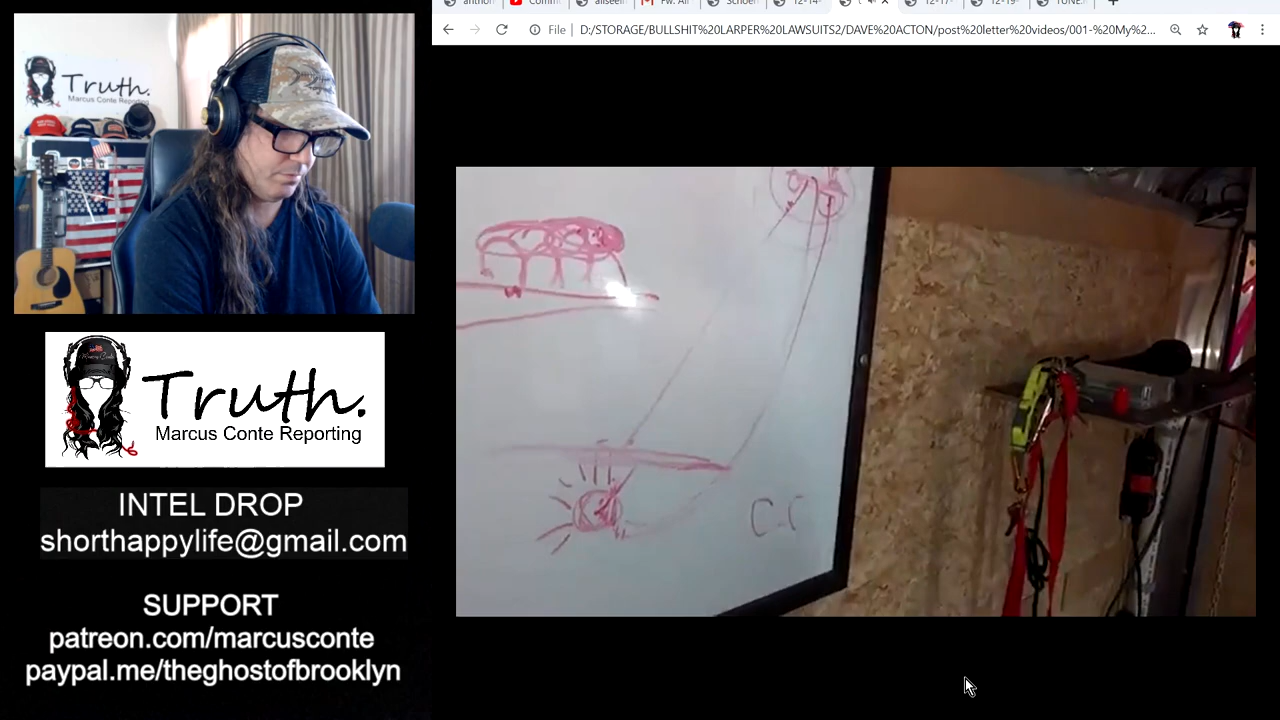 Truth.
Marcus Conte Reporting
Truth.
Marcus Conte Reporting
INTEL DROP
shorthappylife@gmail.com
SUPPORT
patreon.com/marcusconte
paypal.me/theghostofbrooklyn
File
D:/STORAGE/BULLSHIT%20LARPER%20LAWSUITS2/DAVE%20ACTON/post%20letter%20videos/001-%20My%2...